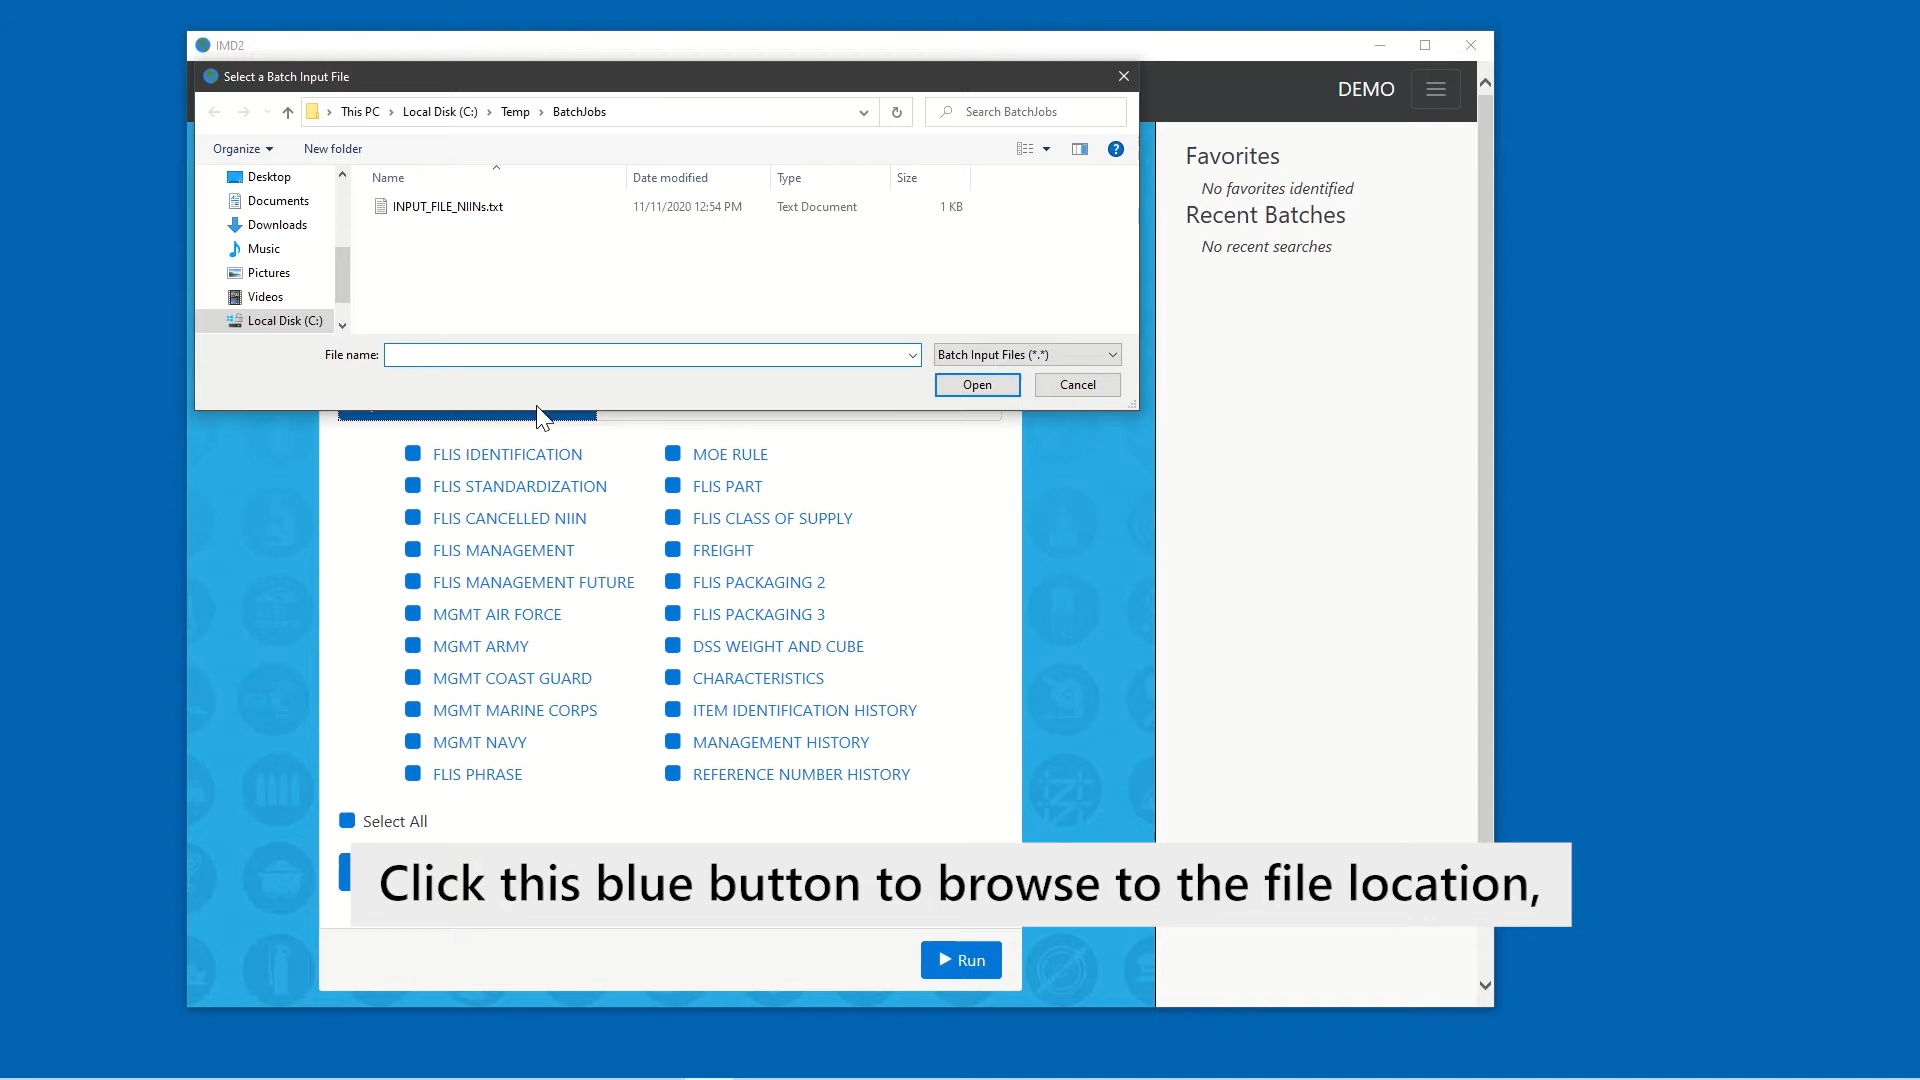 IMD2
Select a Batch Input File
DEMO
This PC > Local Disk (C:) > Temp > BatchJobs
Search BatchJobs
Organize
New folder
Name
Date modified
Type
Size
INPUT_FILE_NIINs.txt
11/11/2020 12:54 PM
Text Document
1 KB
Desktop
Documents
Downloads
Music
Pictures
Videos
Local Disk (C:)
File name:
Batch Input Files (*.*)
Open
Cancel
Favorites
No favorites identified
Recent Batches
No recent searches
FLIS IDENTIFICATION
FLIS STANDARDIZATION
FLIS CANCELLED NIIN
FLIS MANAGEMENT
FLIS MANAGEMENT FUTURE
MGMT AIR FORCE
MGMT ARMY
MGMT COAST GUARD
MGMT MARINE CORPS
MGMT NAVY
FLIS PHRASE
MOE RULE
FLIS PART
FLIS CLASS OF SUPPLY
FREIGHT
FLIS PACKAGING 2
FLIS PACKAGING 3
DSS WEIGHT AND CUBE
CHARACTERISTICS
ITEM IDENTIFICATION HISTORY
MANAGEMENT HISTORY
REFERENCE NUMBER HISTORY
Select All
Click this blue button to browse to the file location,
Run